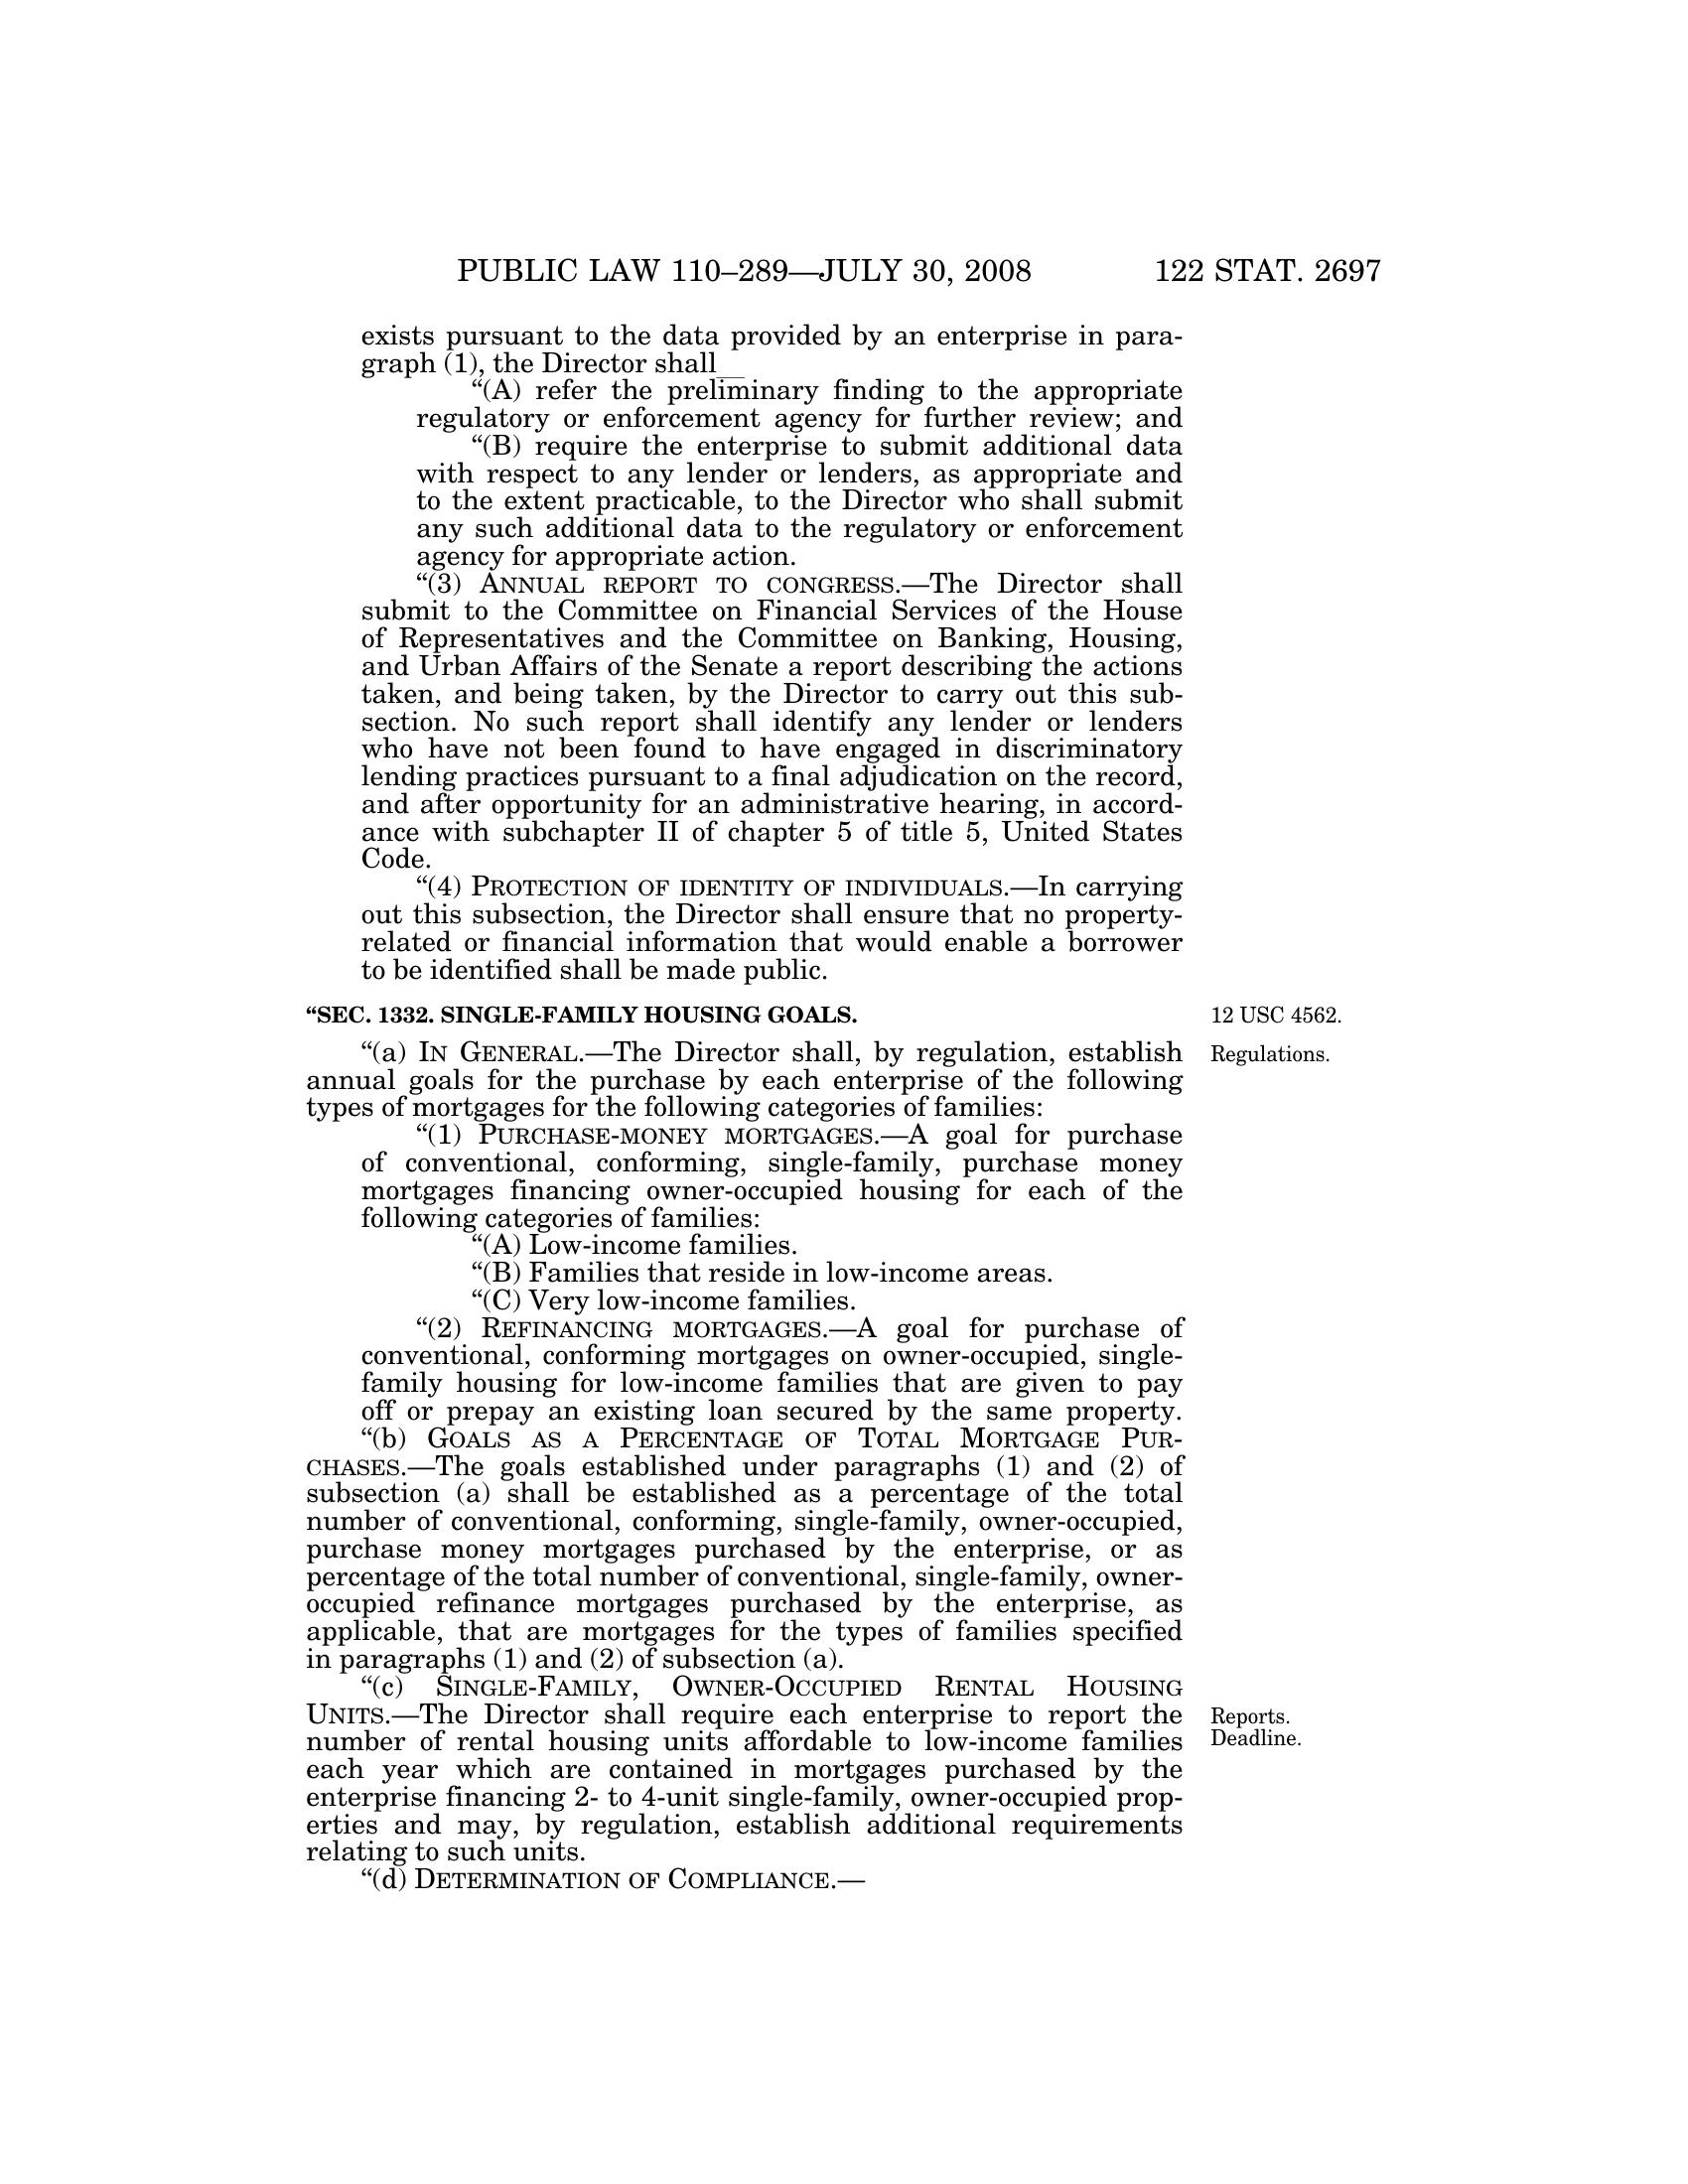 PUBLIC LAW 110–289—JULY 30, 2008 122 STAT. 2697
exists pursuant to the data provided by an enterprise in para-
graph (1), the Director shall__
“(A) refer the preliminary finding to the appropriate
regulatory or enforcement agency for further review; and
“(B) require the enterprise to submit additional data
with respect to any lender or lenders, as appropriate and
to the extent practicable, to the Director who shall submit
any such additional data to the regulatory or enforcement
agency for appropriate action.
“(3) ANNUAL REPORT TO CONGRESS.—The Director shall
submit to the Committee on Financial Services of the House
of Representatives and the Committee on Banking, Housing,
and Urban Affairs of the Senate a report describing the actions
taken, and being taken, by the Director to carry out this sub-
section. No such report shall identify any lender or lenders
who have not been found to have engaged in discriminatory
lending practices pursuant to a final adjudication on the record,
and after opportunity for an administrative hearing, in accord-
ance with subchapter II of chapter 5 of title 5, United States
Code.
“(4) PROTECTION OF IDENTITY OF INDIVIDUALS.—In carrying
out this subsection, the Director shall ensure that no property-
related or financial information that would enable a borrower
to be identified shall be made public.
“SEC. 1332. SINGLE-FAMILY HOUSING GOALS. 12 USC 4562.
“(a) IN GENERAL.—The Director shall, by regulation, establish Regulations.
annual goals for the purchase by each enterprise of the following
types of mortgages for the following categories of families:
“(1) PURCHASE-MONEY MORTGAGES.—A goal for purchase
of conventional, conforming, single-family, purchase money
mortgages financing owner-occupied housing for each of the
following categories of families:
“(A) Low-income families.
“(B) Families that reside in low-income areas.
“(C) Very low-income families.
“(2) REFINANCING MORTGAGES.—A goal for purchase of
conventional, conforming mortgages on owner-occupied, single-
family housing for low-income families that are given to pay
off or prepay an existing loan secured by the same property.
“(b) GOALS AS A PERCENTAGE OF TOTAL MORTGAGE PUR-
CHASES.—The goals established under paragraphs (1) and (2) of
subsection (a) shall be established as a percentage of the total
number of conventional, conforming, single-family, owner-occupied,
purchase money mortgages purchased by the enterprise, or as
percentage of the total number of conventional, single-family, owner-
occupied refinance mortgages purchased by the enterprise, as
applicable, that are mortgages for the types of families specified
in paragraphs (1) and (2) of subsection (a).
“(c) SINGLE-FAMILY, OWNER-OCCUPIED RENTAL HOUSING
UNITS.—The Director shall require each enterprise to report the Reports.
number of rental housing units affordable to low-income families Deadline.
each year which are contained in mortgages purchased by the
enterprise financing 2- to 4-unit single-family, owner-occupied prop-
erties and may, by regulation, establish additional requirements
relating to such units.
“(d) DETERMINATION OF COMPLIANCE.—